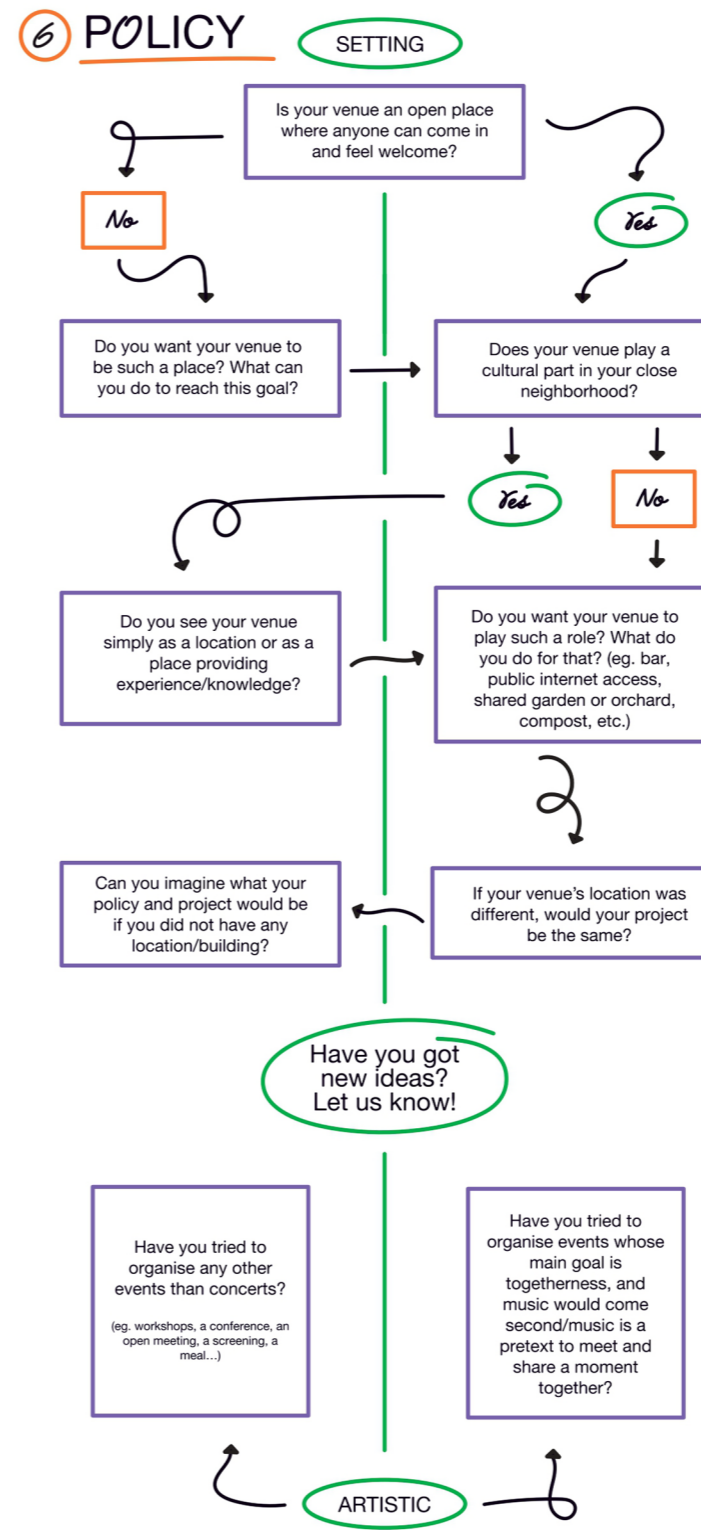 6 POLICY
SETTING
Is your venue an open place
where anyone can come in
and feel welcome?
No
Yes
Do you want your venue to
be such a place? What can
you do to reach this goal?
Does your venue play a
cultural part in your close
neighborhood?
Yes
No
Do you see your venue
simply as a location or as a
place providing
experience/knowledge?
Do you want your venue to
play such a role? What do
you do for that? (eg. bar,
public internet access,
shared garden or orchard,
compost, etc.)
Can you imagine what your
policy and project would be
if you did not have any
location/building?
If your venue’s location was
different, would your project
be the same?
Have you got
new ideas?
Let us know!
Have you tried to
organise any other
events than concerts?
(eg. workshops, a conference, an
open meeting, a screening, a
meal…)
Have you tried to
organise events whose
main goal is
togetherness, and
music would come
second/music is a
pretext to meet and
share a moment
together?
ARTISTIC